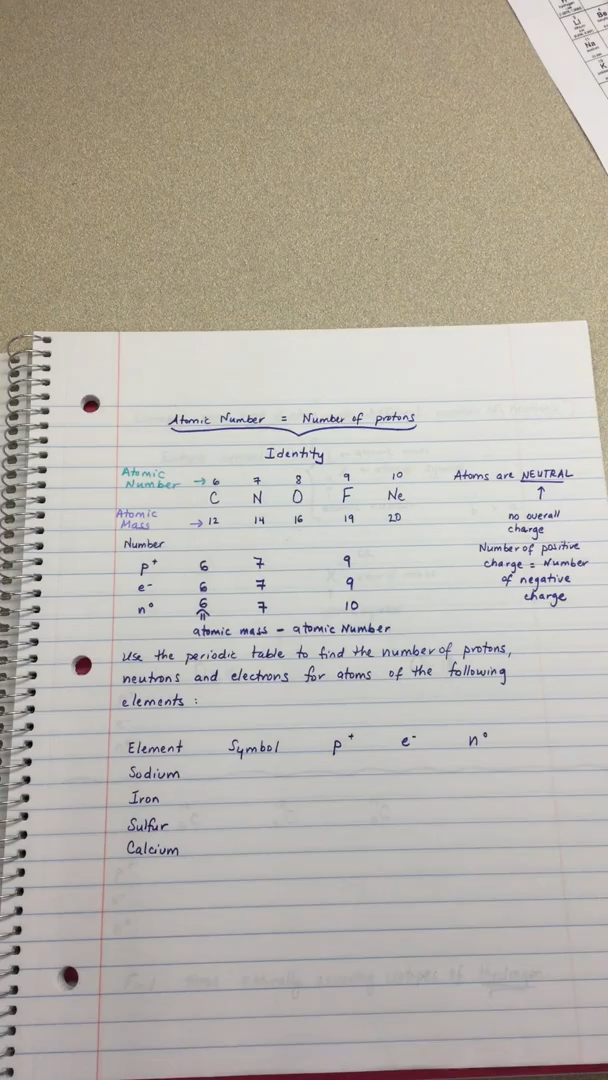 Li
Be
Na
K
Atomic Number = Number of protons
Identity
Atomic Number → 6 7 8 9 10
C N O F Ne
Atomic Mass → 12 14 16 19 20
Atoms are NEUTRAL
↑
no overall
charge
Number of positive
charge = Number
of negative
charge
Number
p+ 6 7 9
e- 6 7 9
n° 6 7 10
atomic mass - atomic Number
Use the periodic table to find the number of protons,
neutrons and electrons for atoms of the following
elements :
Element Symbol p+ e- n°
Sodium
Iron
Sulfur
Calcium